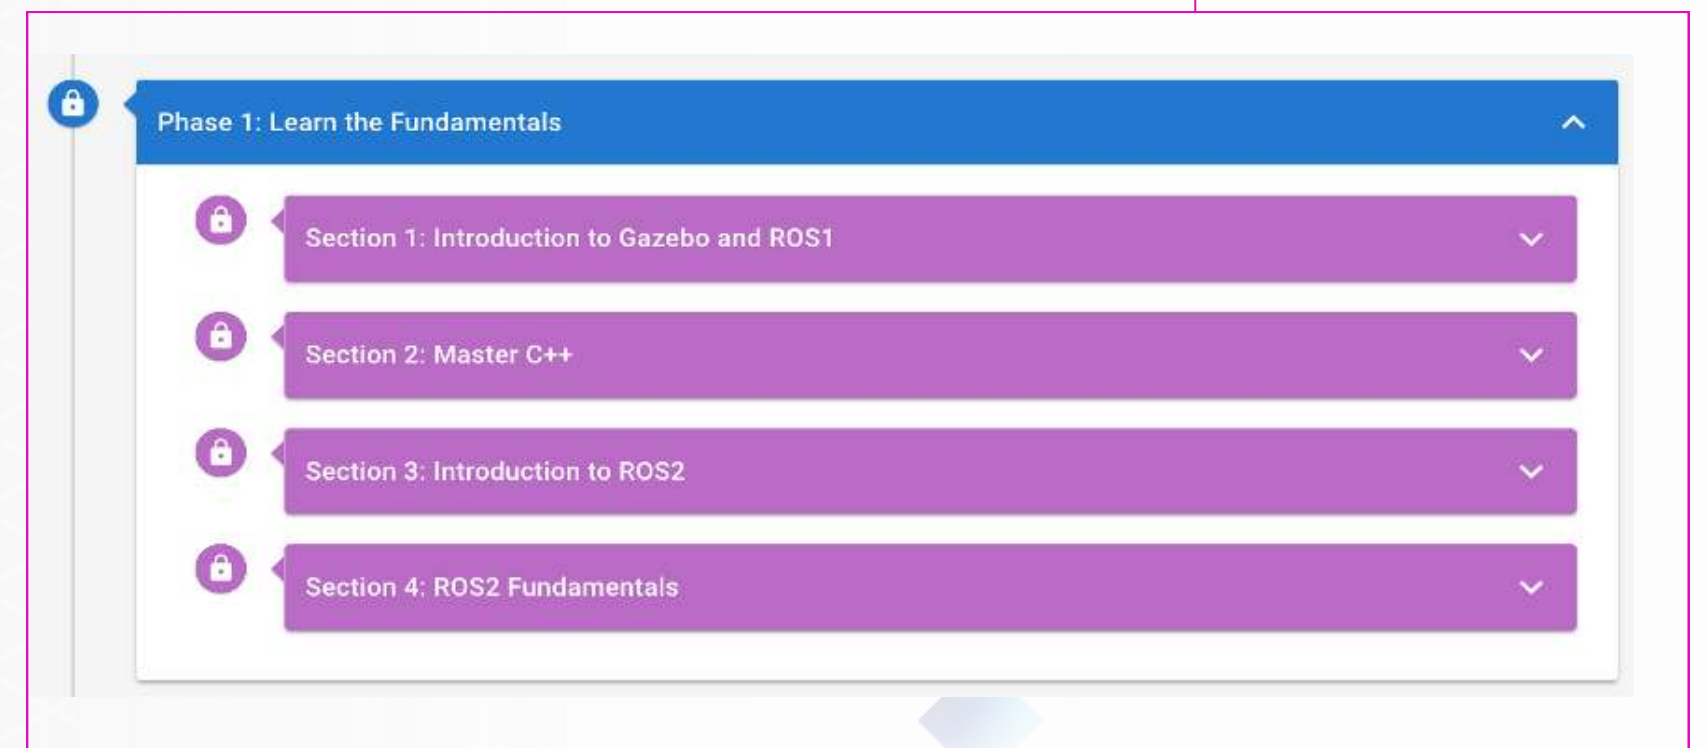 Phase 1: Learn the Fundamentals
Section 1: Introduction to Gazebo and ROS1
Section 2: Master C++
Section 3: Introduction to ROS2
Section 4: ROS2 Fundamentals